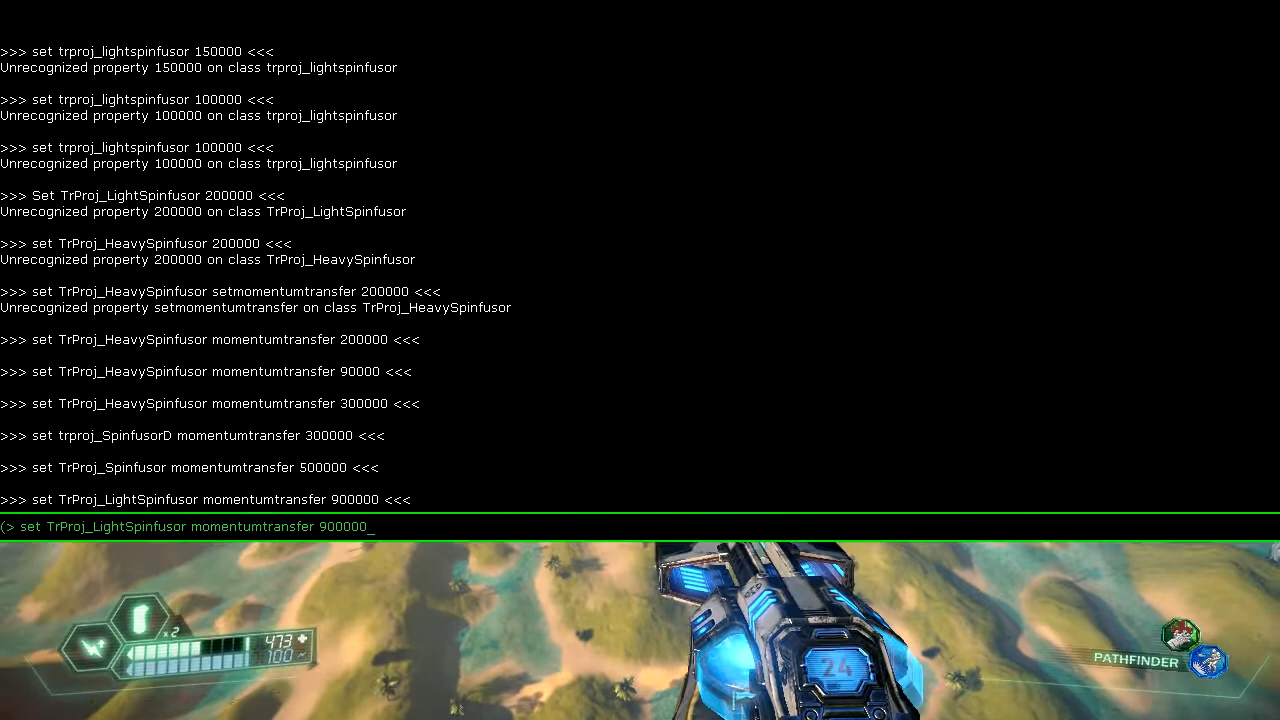 >>> set trproj_lightspinfusor 150000 <<<
Unrecognized property 150000 on class trproj_lightspinfusor
>>> set trproj_lightspinfusor 100000 <<<
Unrecognized property 100000 on class trproj_lightspinfusor
>>> set trproj_lightspinfusor 100000 <<<
Unrecognized property 100000 on class trproj_lightspinfusor
>>> Set TrProj_LightSpinfusor 200000 <<<
Unrecognized property 200000 on class TrProj_LightSpinfusor
>>> set TrProj_HeavySpinfusor 200000 <<<
Unrecognized property 200000 on class TrProj_HeavySpinfusor
>>> set TrProj_HeavySpinfusor setmomentumtransfer 200000 <<<
Unrecognized property setmomentumtransfer on class TrProj_HeavySpinfusor
>>> set TrProj_HeavySpinfusor momentumtransfer 200000 <<<
>>> set TrProj_HeavySpinfusor momentumtransfer 90000 <<<
>>> set TrProj_HeavySpinfusor momentumtransfer 300000 <<<
>>> set trproj_SpinfusorD momentumtransfer 300000 <<<
>>> set TrProj_Spinfusor momentumtransfer 500000 <<<
>>> set TrProj_LightSpinfusor momentumtransfer 900000 <<<
(> set TrProj_LightSpinfusor momentumtransfer 900000_
x2
473
700
24
PATHFINDER